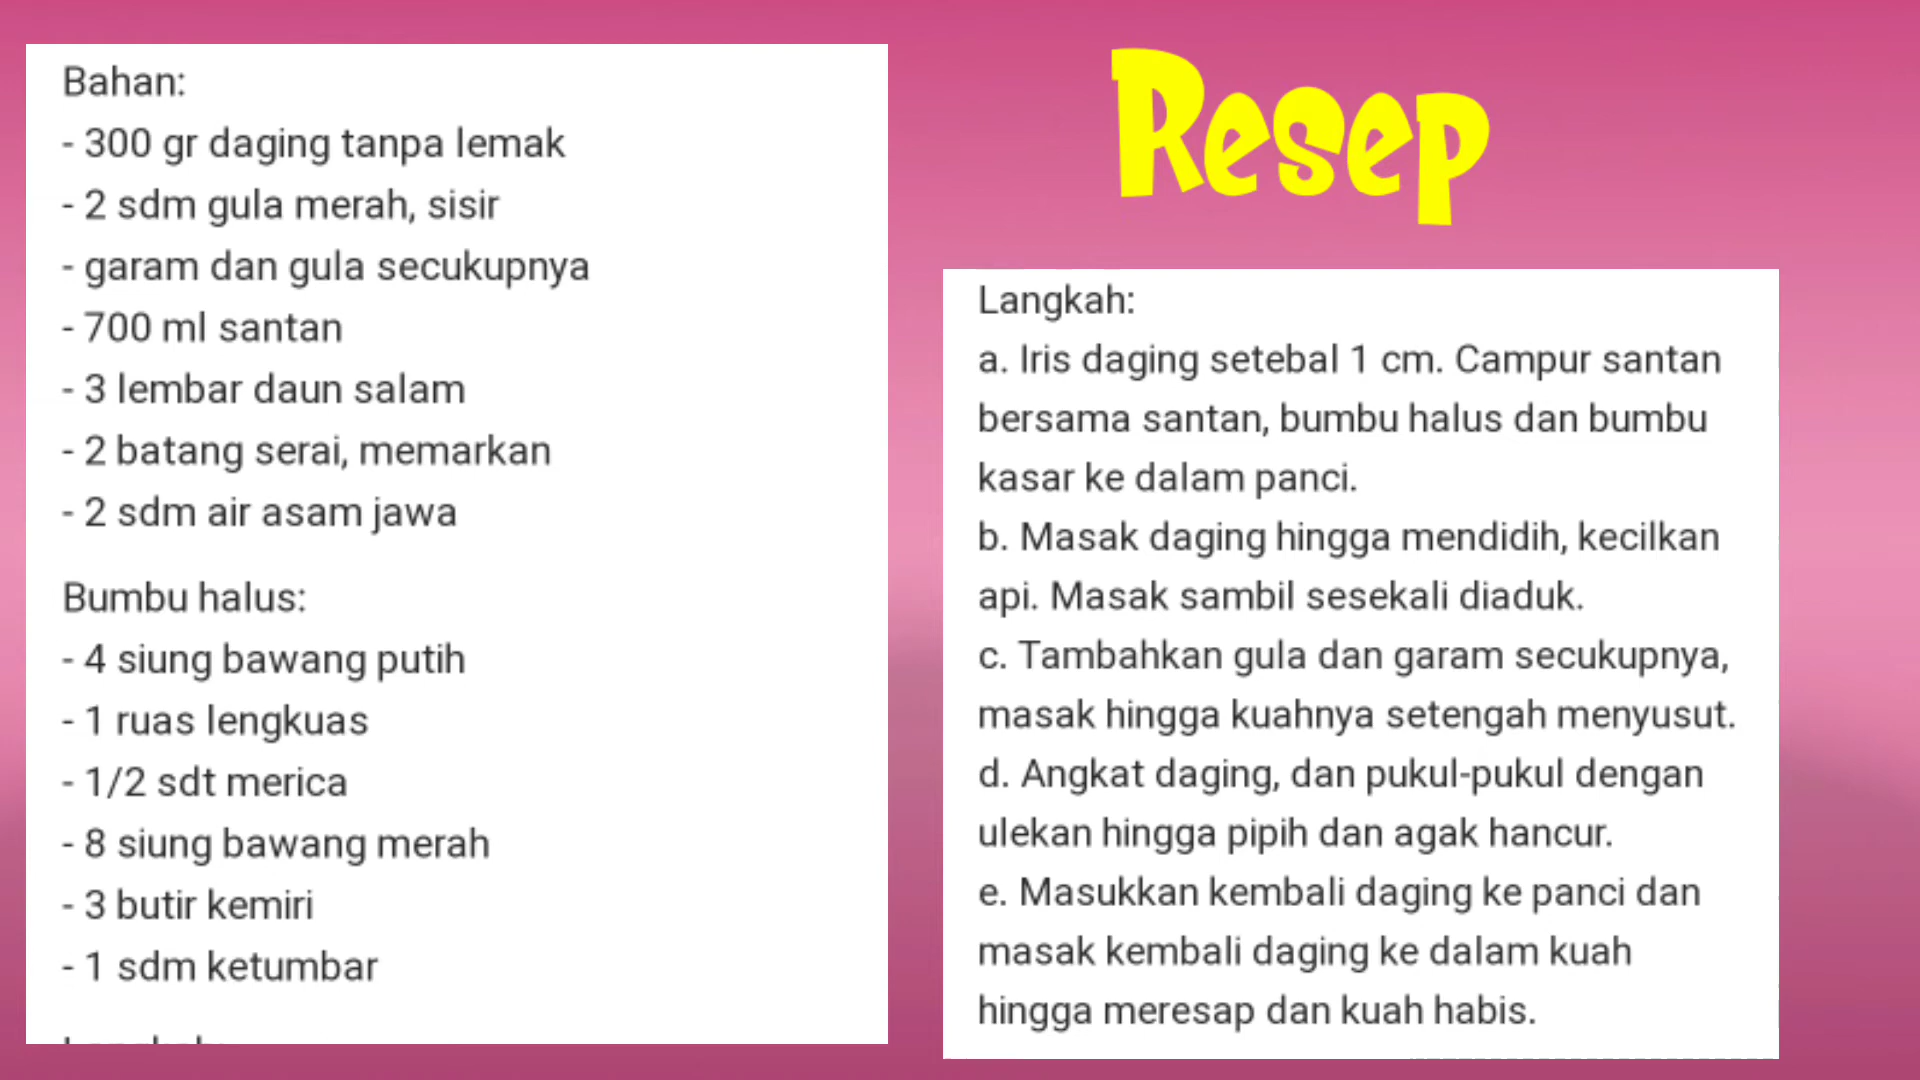 Bahan:
- 300 gr daging tanpa lemak
- 2 sdm gula merah, sisir
- garam dan gula secukupnya
- 700 ml santan
- 3 lembar daun salam
- 2 batang serai, memarkan
- 2 sdm air asam jawa
Bumbu halus:
- 4 siung bawang putih
- 1 ruas lengkuas
- 1/2 sdt merica
- 8 siung bawang merah
- 3 butir kemiri
- 1 sdm ketumbar
Resep
Langkah:
a. Iris daging setebal 1 cm. Campur santan
bersama santan, bumbu halus dan bumbu
kasar ke dalam panci.
b. Masak daging hingga mendidih, kecilkan
api. Masak sambil sesekali diaduk.
c. Tambahkan gula dan garam secukupnya,
masak hingga kuahnya setengah menyusut.
d. Angkat daging, dan pukul-pukul dengan
ulekan hingga pipih dan agak hancur.
e. Masukkan kembali daging ke panci dan
masak kembali daging ke dalam kuah
hingga meresap dan kuah habis.